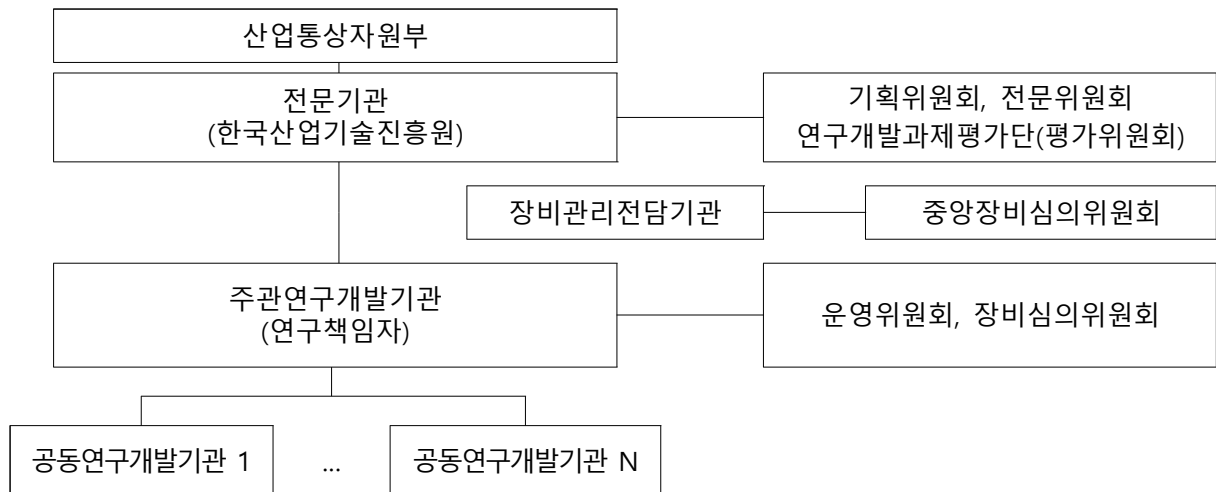 산업통상자원부
전문기관
(한국산업기술진흥원)
기획위원회, 전문위원회
연구개발과제평가단(평가위원회)
장비관리전담기관
중앙장비심의위원회
주관연구개발기관
(연구책임자)
운영위원회, 장비심의위원회
공동연구개발기관 1
...
공동연구개발기관 N